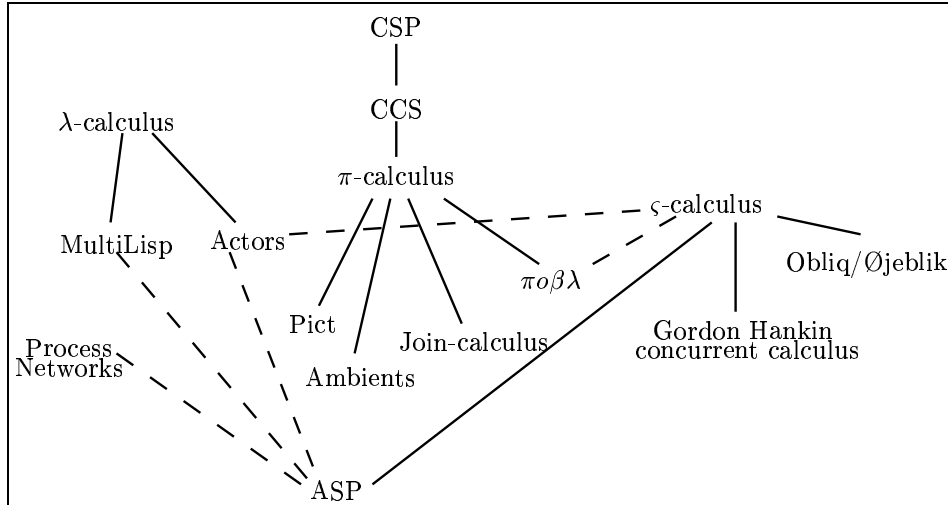 CSP
CCS
λ-calculus
π-calculus
ς-calculus
MultiLisp
Actors
Obliq/Øjeblik
ποβλ
Pict
Gordon Hankin
concurrent calculus
Join-calculus
Process
Networks
Ambients
ASP